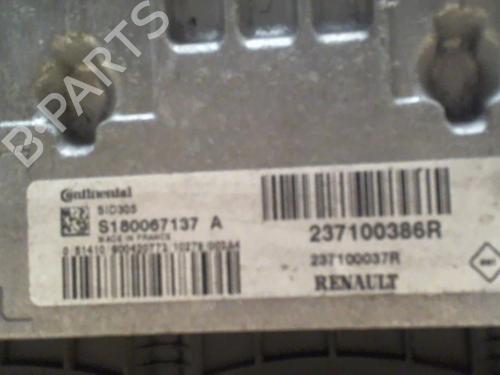 B-PARTS
Continental
SID305
S180067137 A
MADE IN FRANCE
237100386R
237100037R
RENAULT